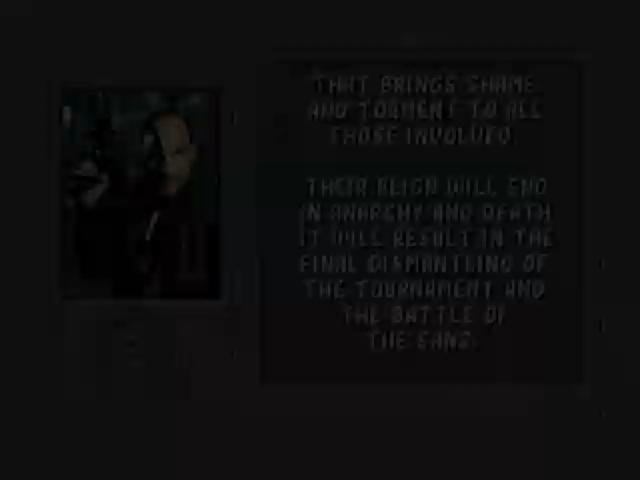 THAT BRINGS SHAME
AND TORMENT TO ALL
THOSE INVOLVED.
THEIR REIGN WILL END
IN ANARCHY AND DEATH
IT WILL RESULT IN THE
FINAL DISMANTLING OF
THE TOURNAMENT AND
THE BATTLE OF
THE FANG.